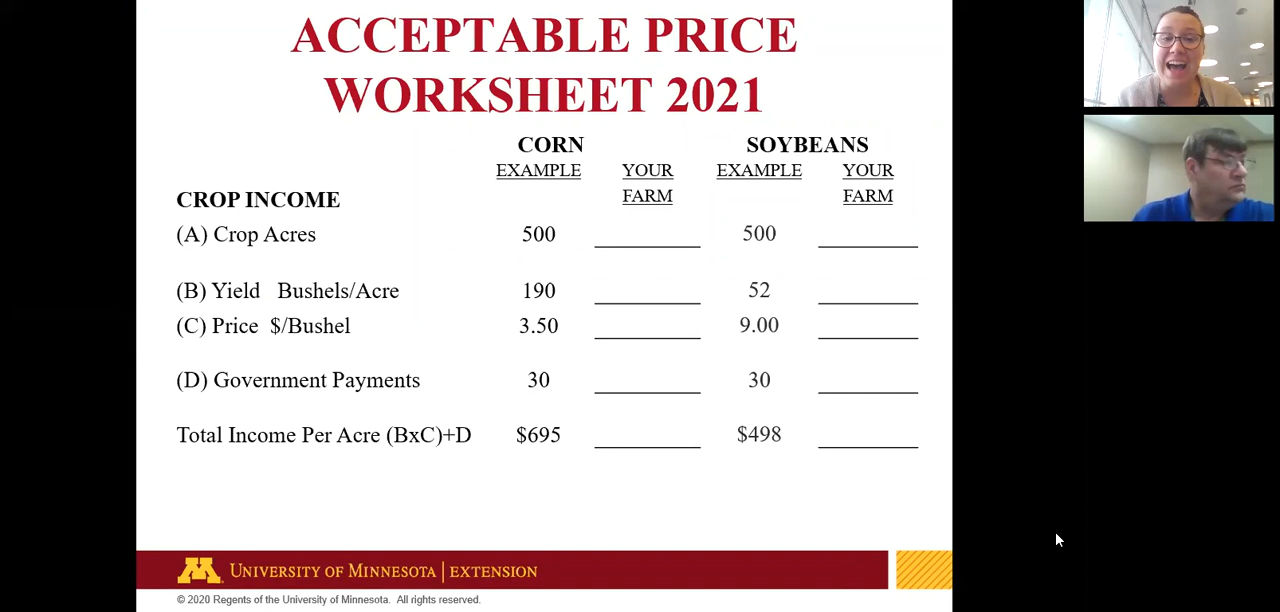 ACCEPTABLE PRICE
WORKSHEET 2021
CORN SOYBEANS
EXAMPLE YOUR FARM EXAMPLE YOUR FARM
CROP INCOME
(A) Crop Acres 500 500
(B) Yield Bushels/Acre 190 52
(C) Price $/Bushel 3.50 9.00
(D) Government Payments 30 30
Total Income Per Acre (BxC)+D $695 $498
M UNIVERSITY OF MINNESOTA | EXTENSION
© 2020 Regents of the University of Minnesota. All rights reserved.